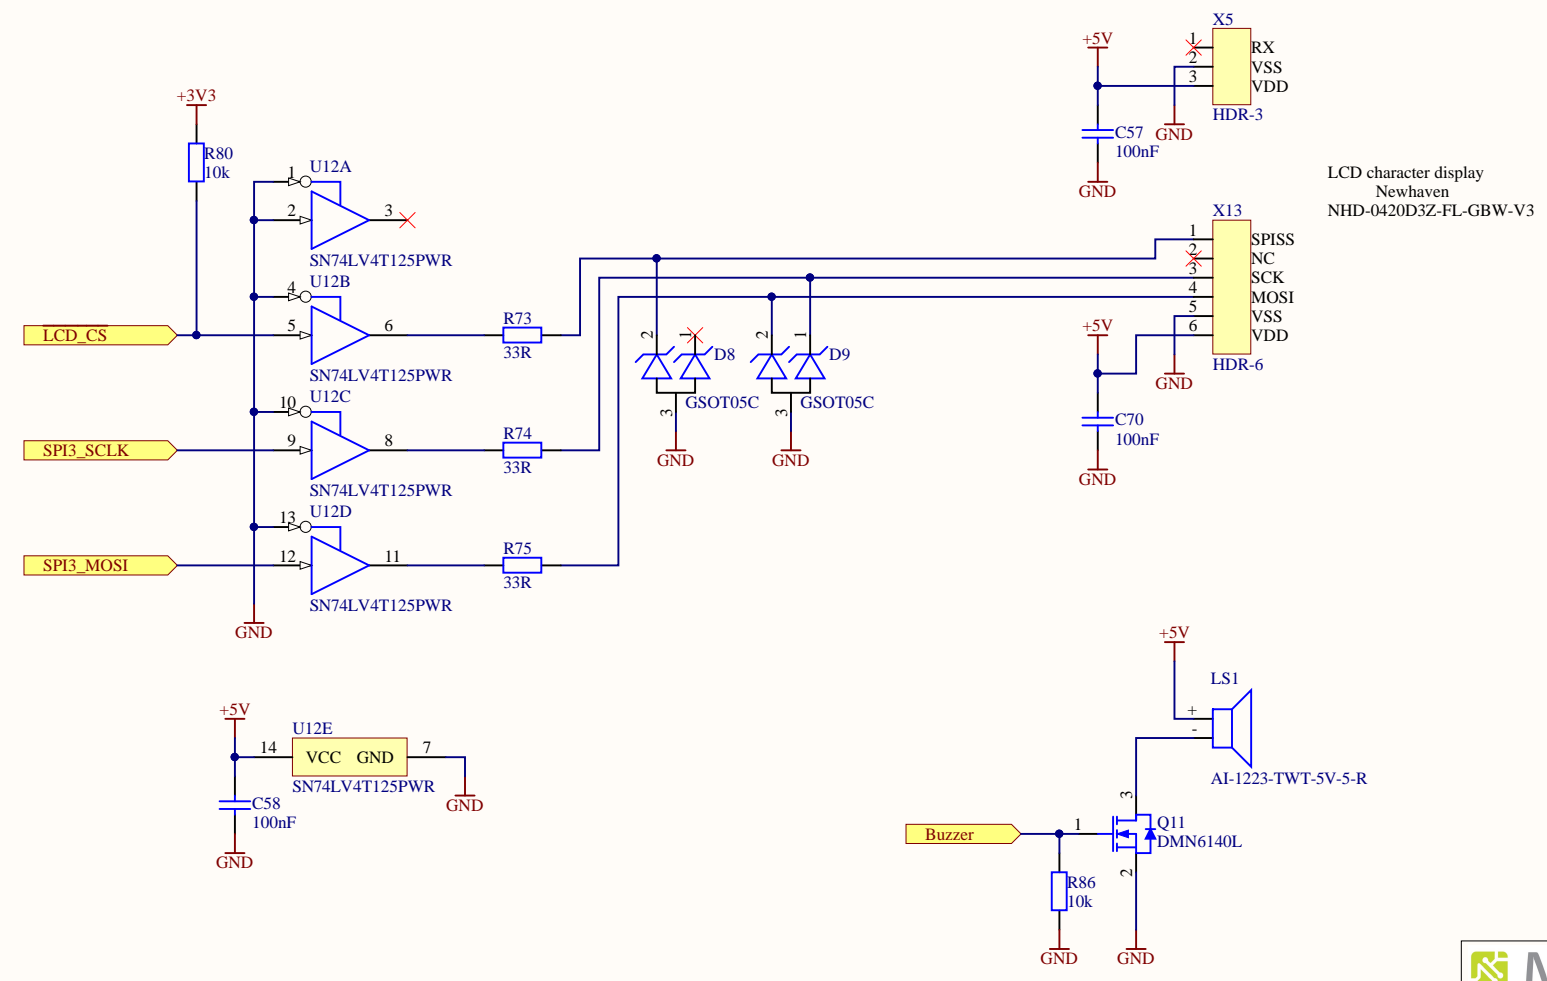 X5
+5V
1
RX
2
VSS
3
VDD
HDR-3
C57
100nF
GND
GND
LCD character display
Newhaven
NHD-0420D3Z-FL-GBW-V3
+3V3
R80
10k
U12A
1
2
3
SN74LV4T125PWR
U12B
4
LCD_CS
5
6
SN74LV4T125PWR
R73
33R
U12C
10
SPI3_SCLK
9
8
SN74LV4T125PWR
R74
33R
U12D
13
SPI3_MOSI
12
11
SN74LV4T125PWR
R75
33R
GND
2
1
D8
GSOT05C
3
GND
2
1
D9
GSOT05C
3
GND
X13
1
SPISS
2
NC
3
SCK
4
MOSI
5
VSS
6
VDD
HDR-6
+5V
GND
C70
100nF
GND
+5V
U12E
14
VCC GND
7
SN74LV4T125PWR
C58
100nF
GND
GND
+5V
LS1
+
-
AI-1223-TWT-5V-5-R
3
Buzzer
1
Q11
DMN6140L
2
R86
10k
GND
GND